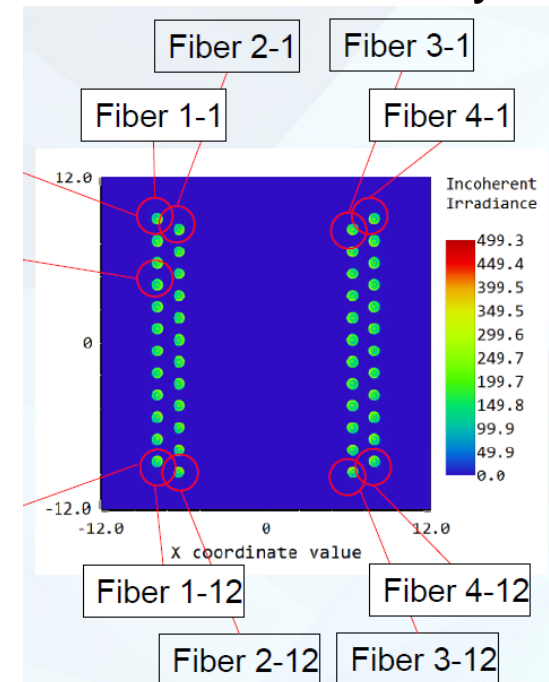 Fiber 2-1
Fiber 3-1
Fiber 1-1
Fiber 4-1
12.0
0
-12.0
-12.0
0
12.0
X coordinate value
Incoherent
Irradiance
499.3
449.4
399.5
349.5
299.6
249.7
199.7
149.8
99.9
49.9
0.0
Fiber 1-12
Fiber 4-12
Fiber 2-12
Fiber 3-12